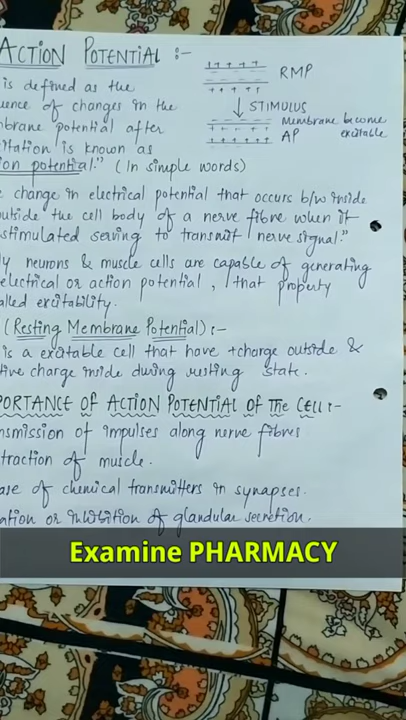 ACTION POTENTIAL :-
is defined as the
uence of changes in the
mbrane potential after
itation is known as
ion potential." (In simple words)
+ + + + +
- - - -
- - - -
+ + + +
RMP
STIMULUS
Membrane become
excitable
AP
e change in electrical potential that occurs b/w inside
outside the cell body of a nerve fibre when it
stimulated serving to transmit nerve signal."
ly neurons & muscle cells are capable of generating
electrical or action potential, that property
alled excitability.
(Resting Membrane Potential) :-
is a excitable cell that have +charge outside &
tive charge inside during resting state.
PORTANCE OF ACTION POTENTIAL OF THE CELL :-
nsmission of impulses along nerve fibres
traction of muscle.
ase of chemical transmitters in synapses.
ation or inhibition of glandular secretion.
Examine PHARMACY